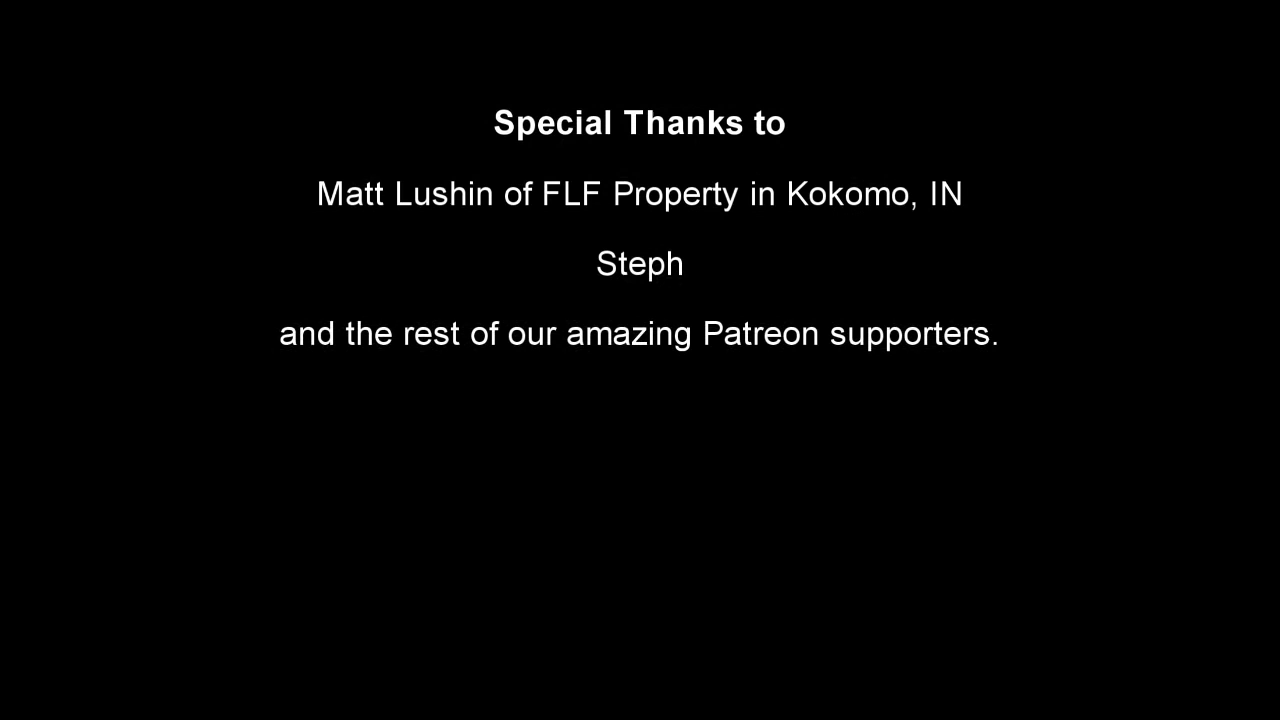 Special Thanks to
Matt Lushin of FLF Property in Kokomo, IN
Steph
and the rest of our amazing Patreon supporters.